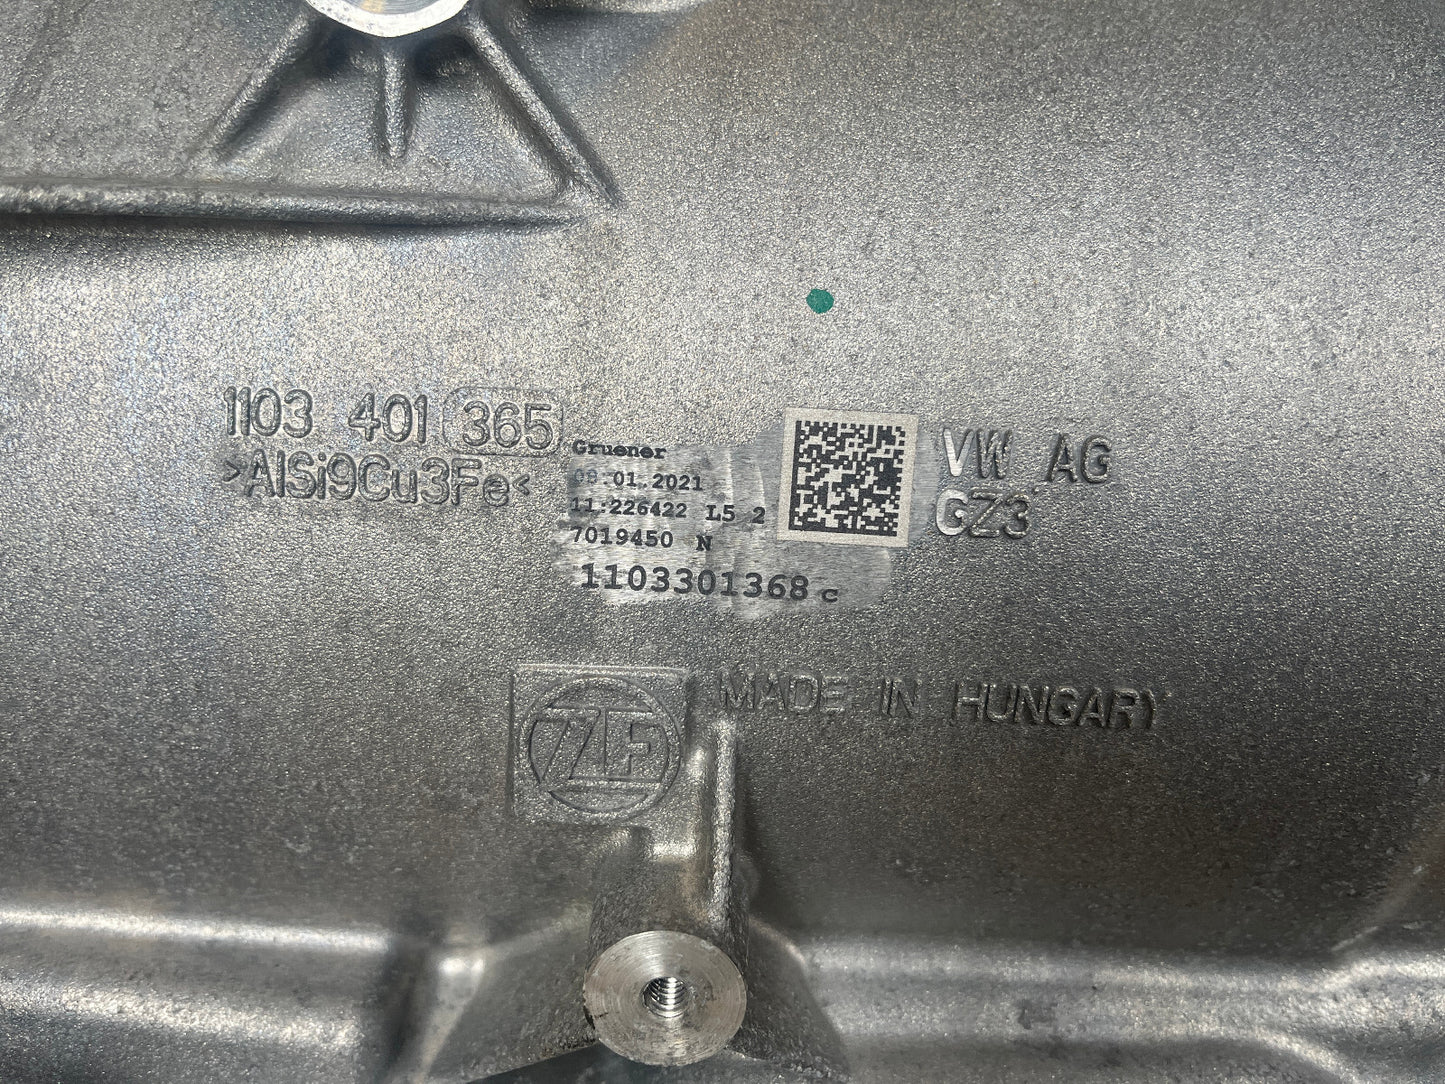 1103 401 365
>AlSi9Cu3Fe<
Gruener
08.01.2021
11:226422 L5 2
7019450 N
1103301368 c
VW AG
GZ3
ZF
MADE IN HUNGARY